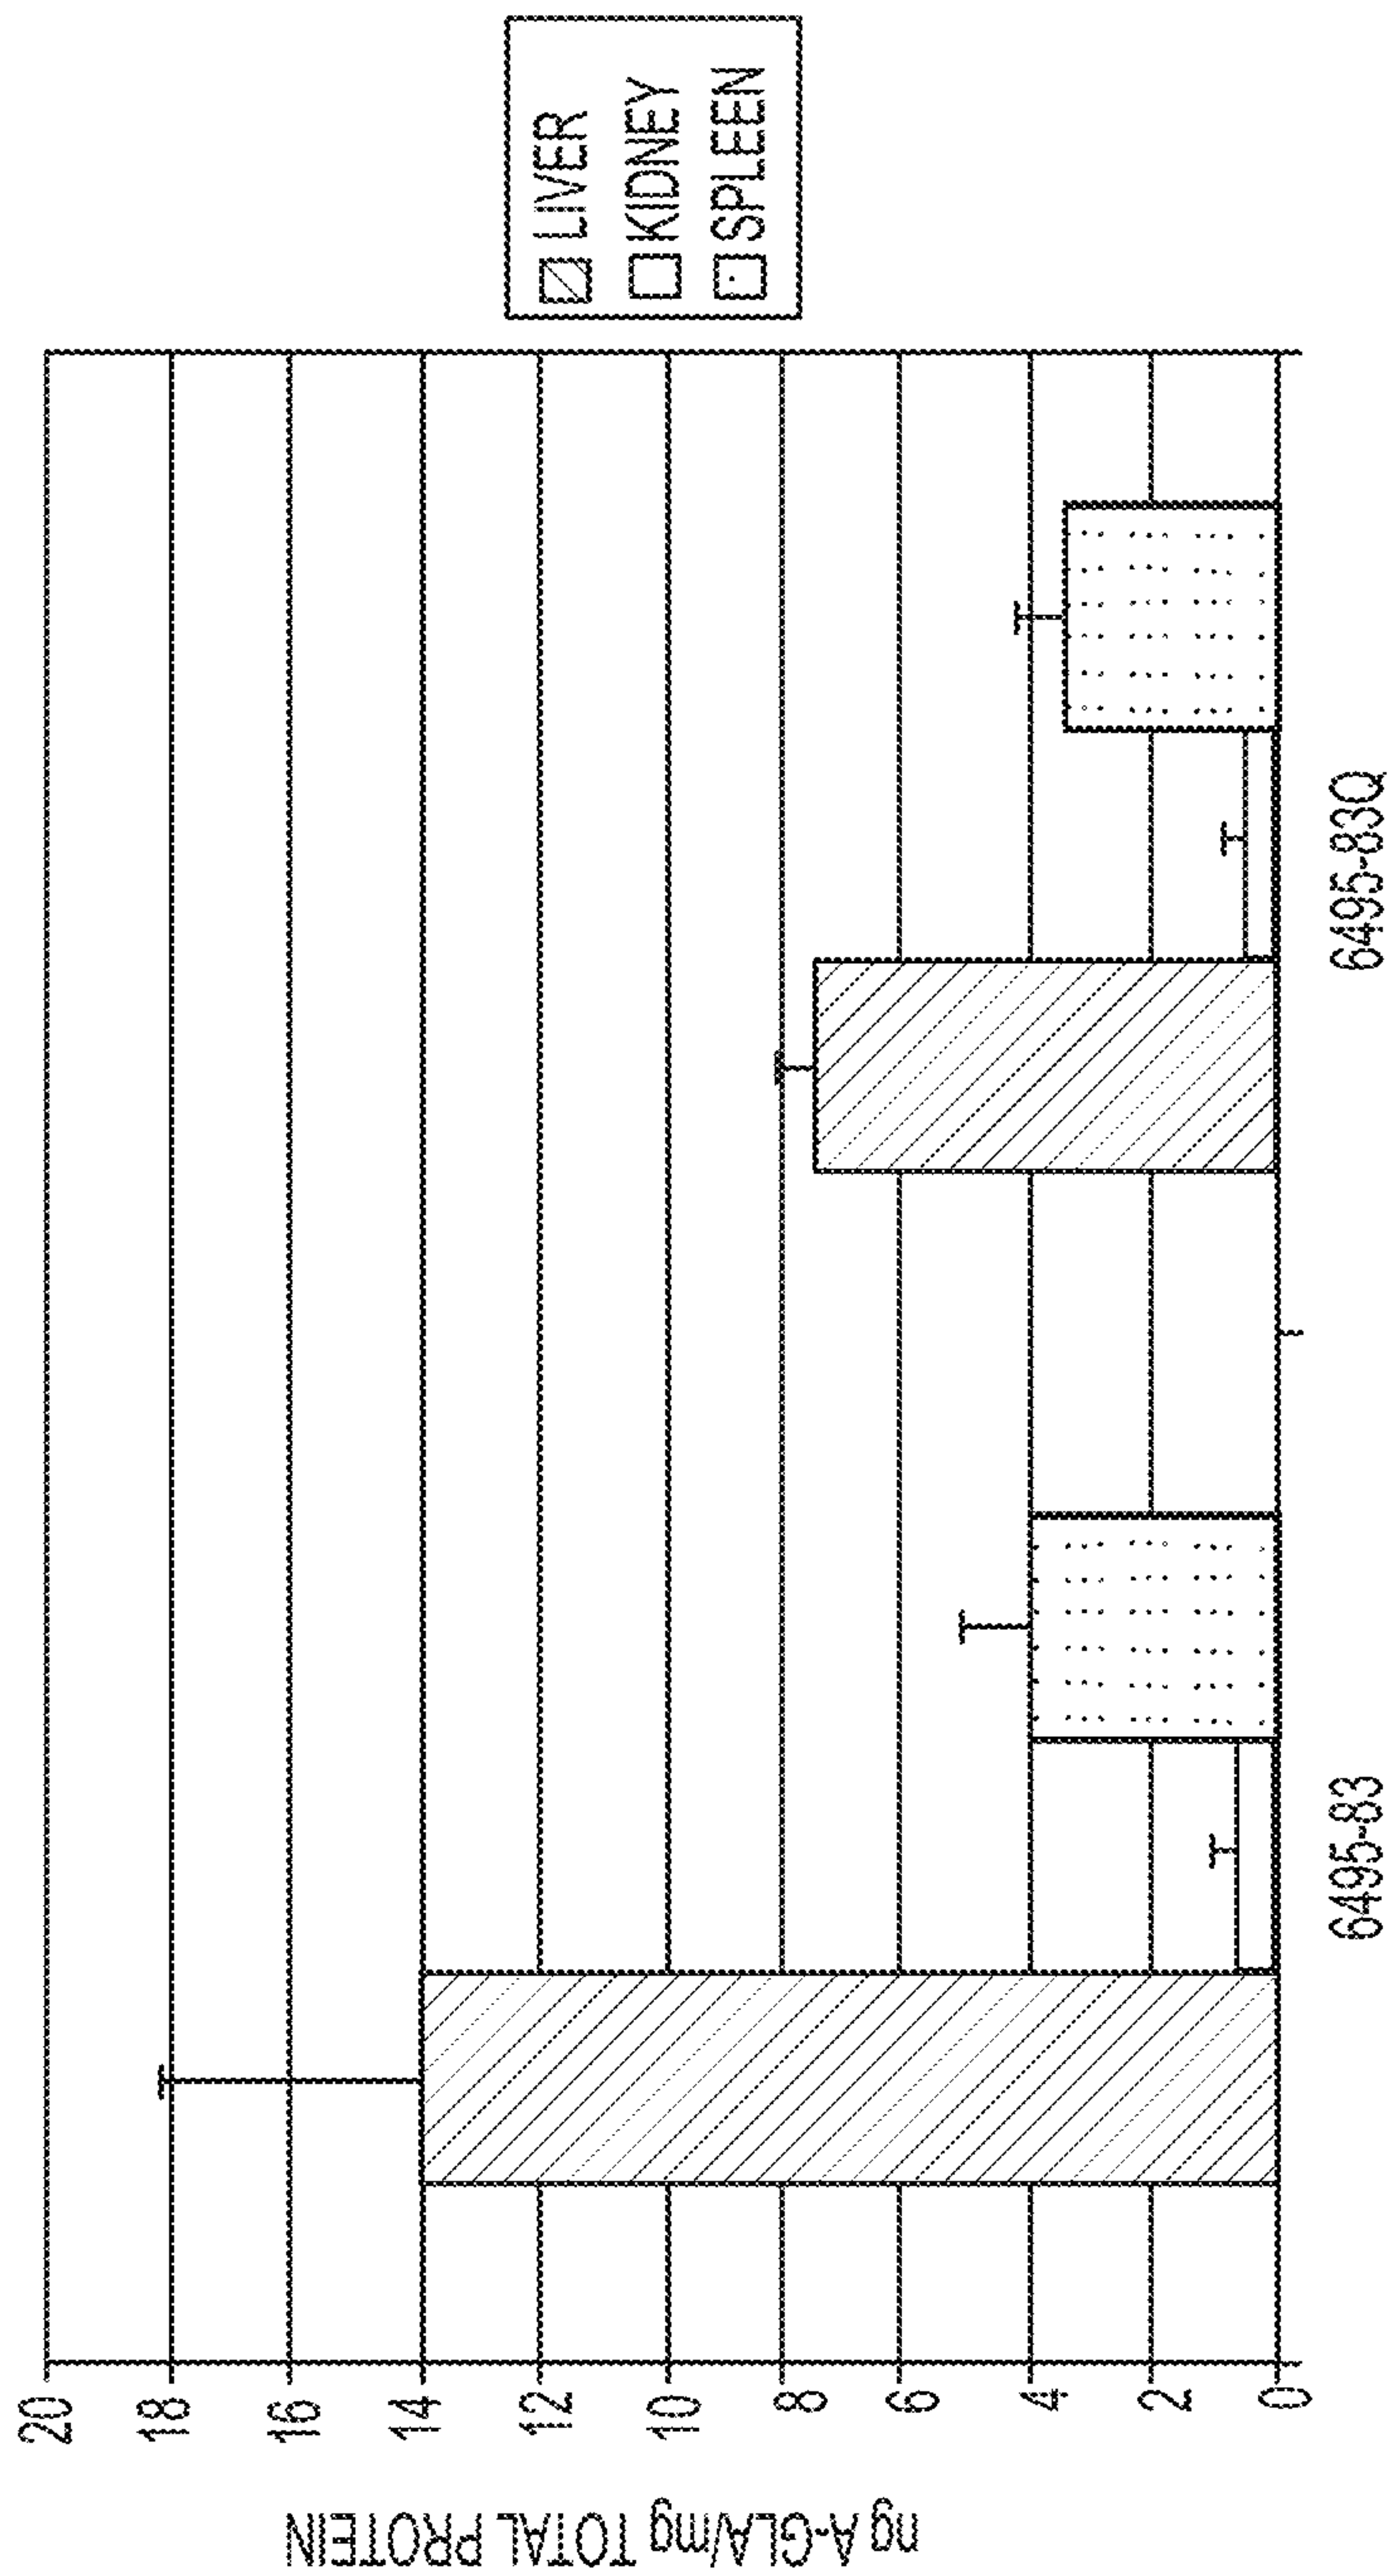 ng A-GLA/mg TOTAL PROTEIN
20
18
16
14
12
10
8
6
4
2
0
6495-83
6495-83Q
LIVER
KIDNEY
SPLEEN